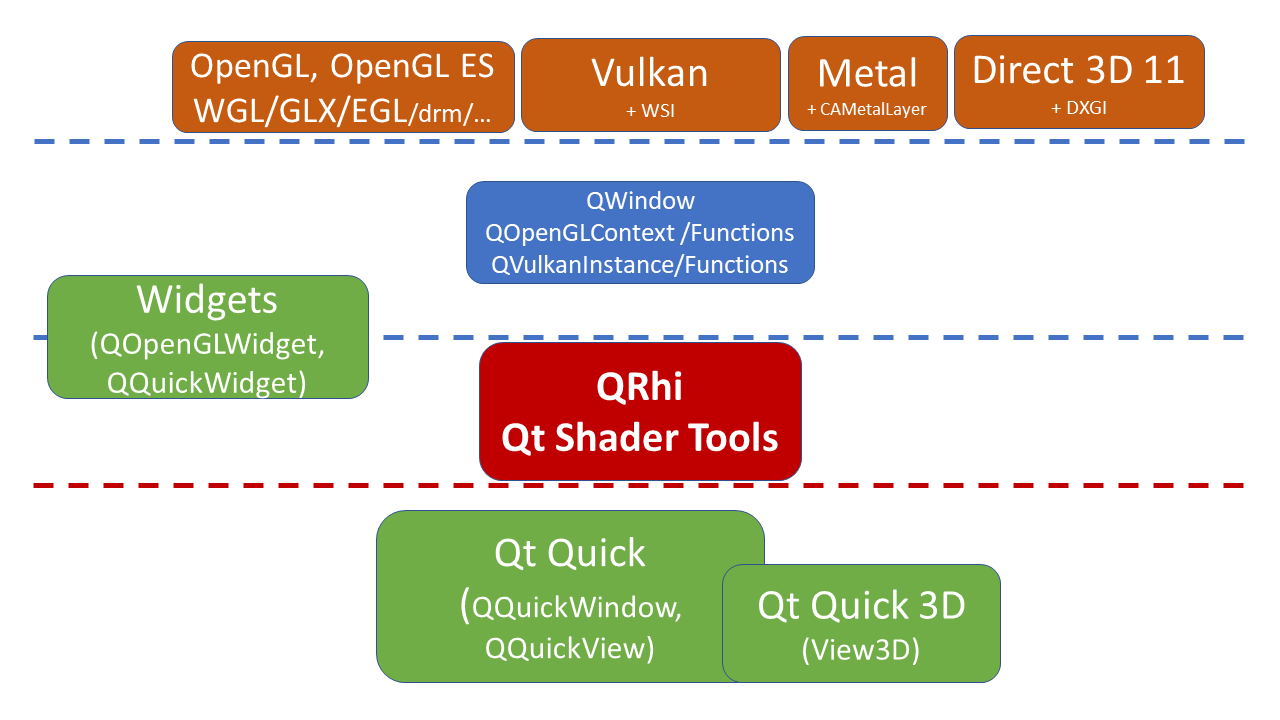 OpenGL, OpenGL ES
WGL/GLX/EGL/drm/...
Vulkan
+ WSI
Metal
+ CAMetalLayer
Direct 3D 11
+ DXGI
QWindow
QOpenGLContext /Functions
QVulkanInstance/Functions
Widgets
(QOpenGLWidget,
QQuickWidget)
QRhi
Qt Shader Tools
Qt Quick
(QQuickWindow,
QQuickView)
Qt Quick 3D
(View3D)